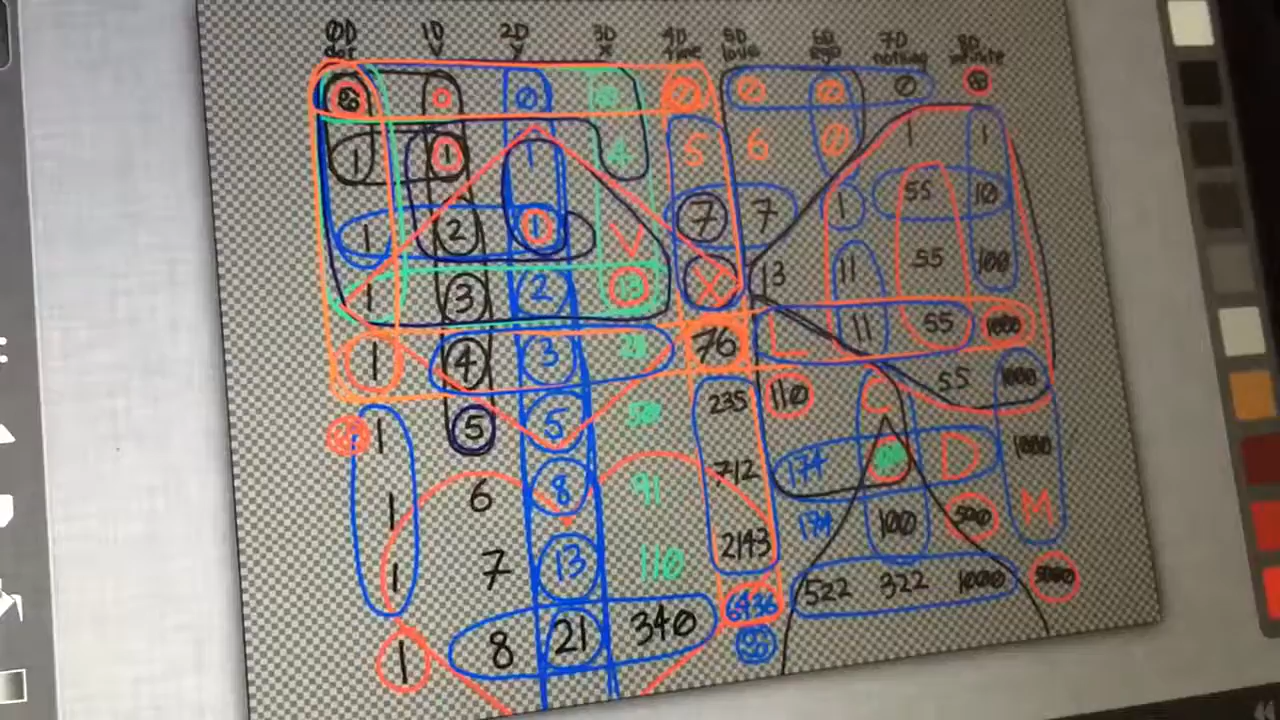 0D 1D 2D 3D 4D 5D 6D 7D 8D
dot V y x time love ego nothing infinite
∞ 0 0 0 0 0 0
1 1 1 4 5 6 0 1 1
1 2 1 V 7 7 1 55 10
1 3 2 X 13 11 55 100
1 4 3 76 L 11 55 1000
1 5 5 50 235 110 C 55 1000
1 6 8 91 712 174 D 1000
1 7 13 110 2143 174 100 500 M
1 8 21 340 6436 522 322 1000 5000